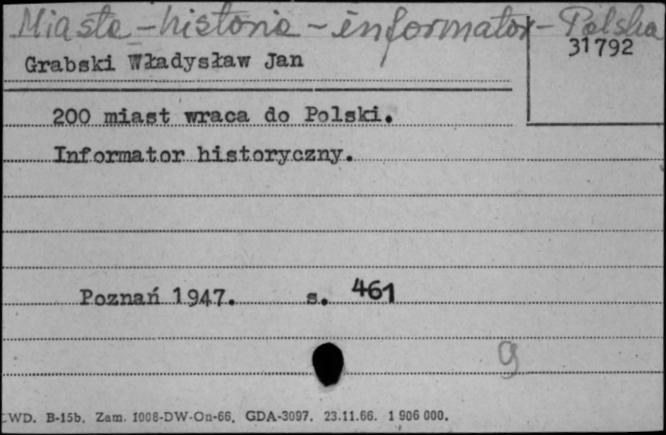 Miasta - historia - informator - Polska
31792
Grabski Władysław Jan
200 miast wraca do Polski.
Informator historyczny.
Poznań 1947. s. 461
g
WD. B-15b. Zam. 1008-DW-On-66. GDA-3097. 23.11.66. 1 906 000.